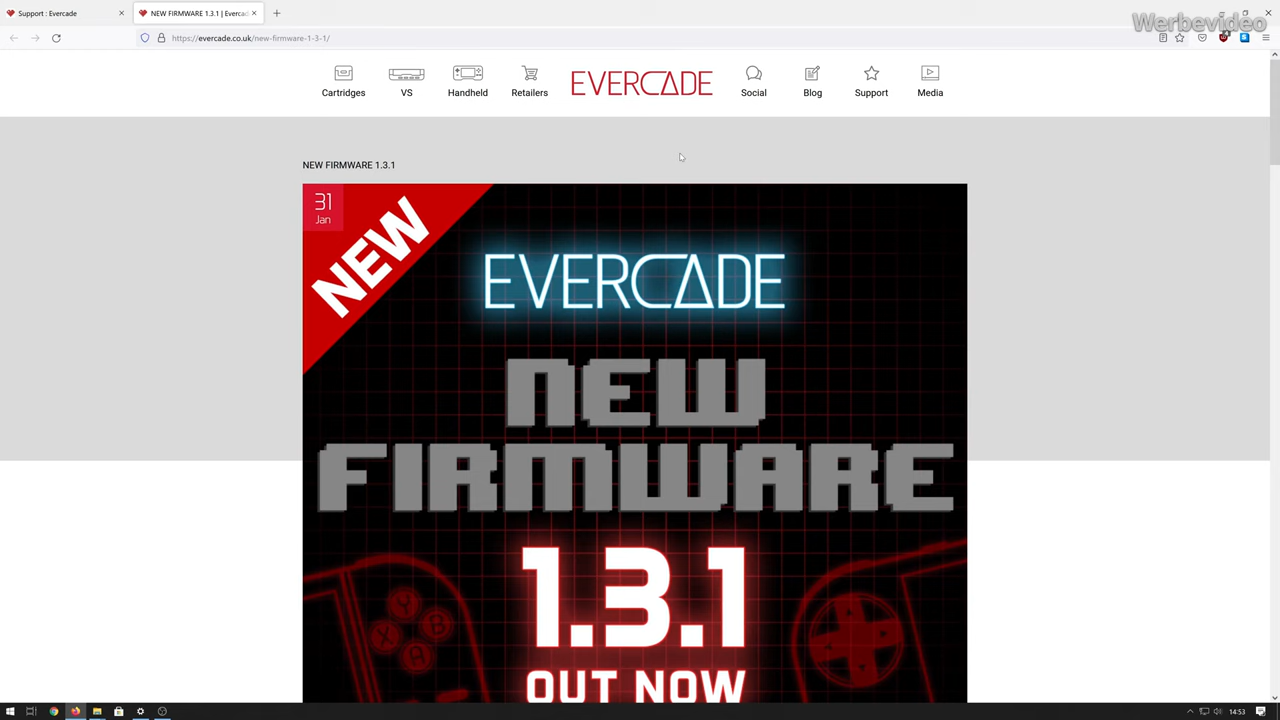 Support : Evercade
NEW FIRMWARE 1.3.1 | Evercad
Werbevideo
https://evercade.co.uk/new-firmware-1-3-1/
Cartridges
VS
Handheld
Retailers
EVERCADE
Social
Blog
Support
Media
NEW FIRMWARE 1.3.1
31
Jan
NEW
EVERCADE
NEW
FIRMWARE
1.3.1
OUT NOW
Y
X
B
A
14:53